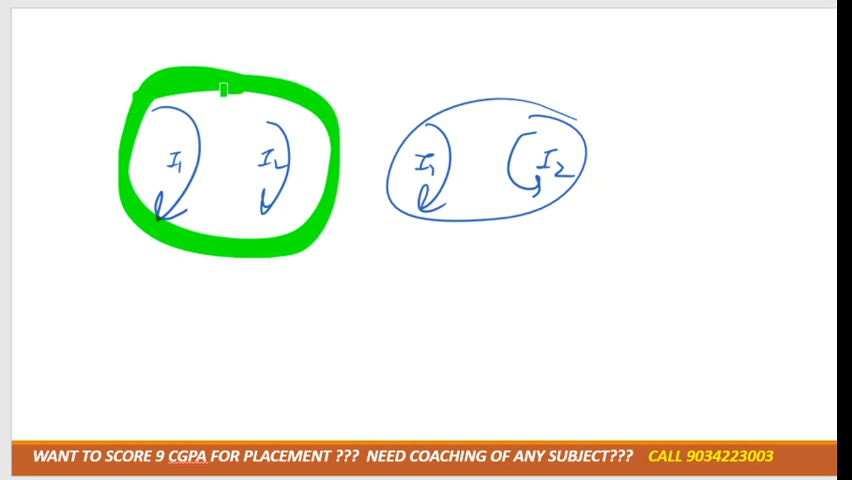 I₁ I₂ I₁ I₂
WANT TO SCORE 9 CGPA FOR PLACEMENT ??? NEED COACHING OF ANY SUBJECT??? CALL 9034223003